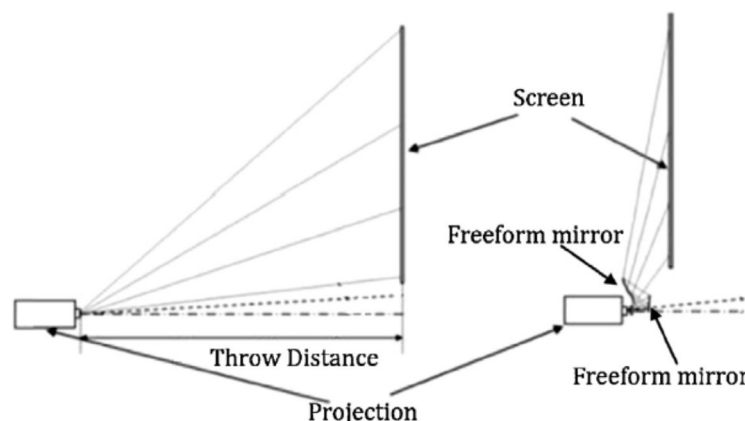 Screen
Freeform mirror
Throw Distance
Freeform mirror
Projection